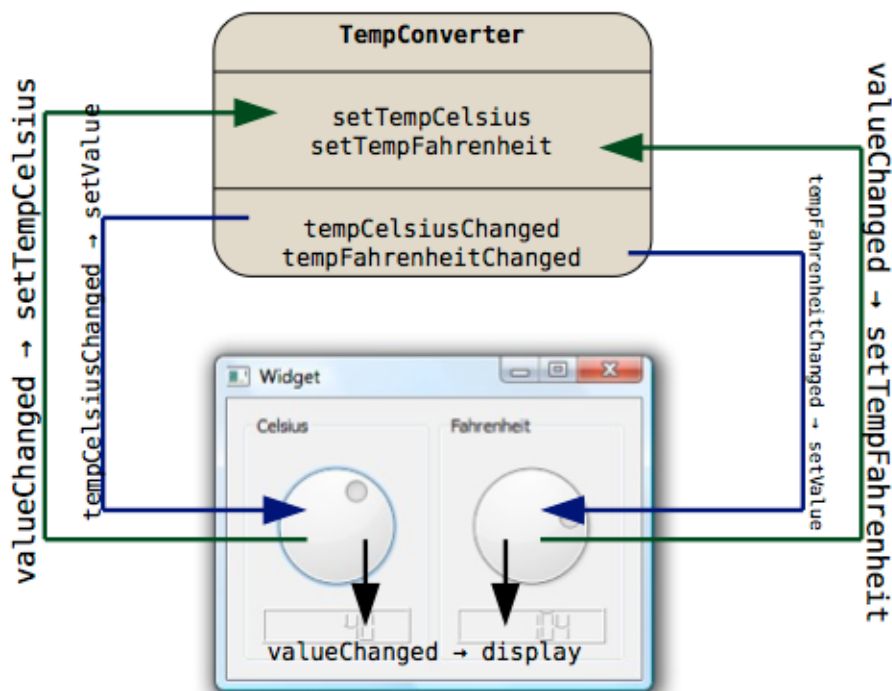 TempConverter
setTempCelsius
setTempFahrenheit
tempCelsiusChanged
tempFahrenheitChanged
valueChanged → setTempCelsius
tempCelsiusChanged → setValue
tempFahrenheitChanged → setValue
valueChanged → setTempFahrenheit
Widget
Celsius
Fahrenheit
40
valueChanged → display